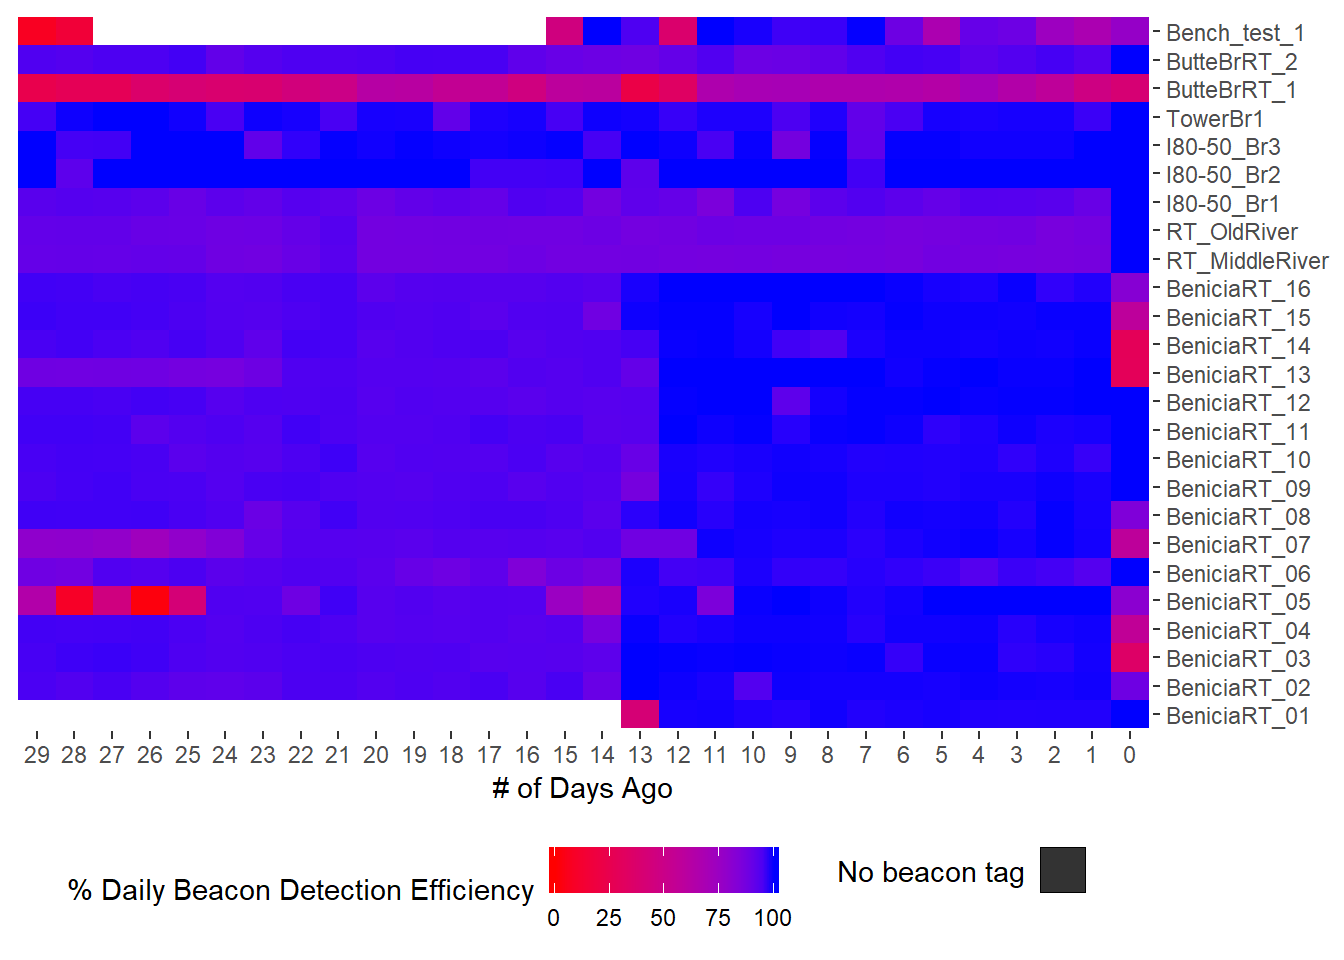 Bench_test_1
ButteBrRT_2
ButteBrRT_1
TowerBr1
I80-50_Br3
I80-50_Br2
I80-50_Br1
RT_OldRiver
RT_MiddleRiver
BeniciaRT_16
BeniciaRT_15
BeniciaRT_14
BeniciaRT_13
BeniciaRT_12
BeniciaRT_11
BeniciaRT_10
BeniciaRT_09
BeniciaRT_08
BeniciaRT_07
BeniciaRT_06
BeniciaRT_05
BeniciaRT_04
BeniciaRT_03
BeniciaRT_02
BeniciaRT_01
29 28 27 26 25 24 23 22 21 20 19 18 17 16 15 14 13 12 11 10 9 8 7 6 5 4 3 2 1 0
# of Days Ago
% Daily Beacon Detection Efficiency
0 25 50 75 100
No beacon tag